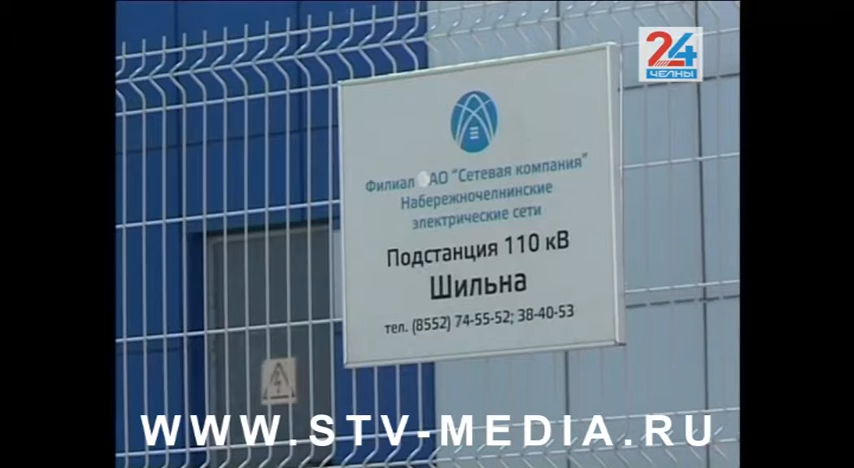 24
ЧЕЛНЫ
Филиал АО "Сетевая компания"
Набережночелнинские
электрические сети
Подстанция 110 кВ
Шильна
тел. (8552) 74-55-52; 38-40-53
WWW.STV-MEDIA.RU